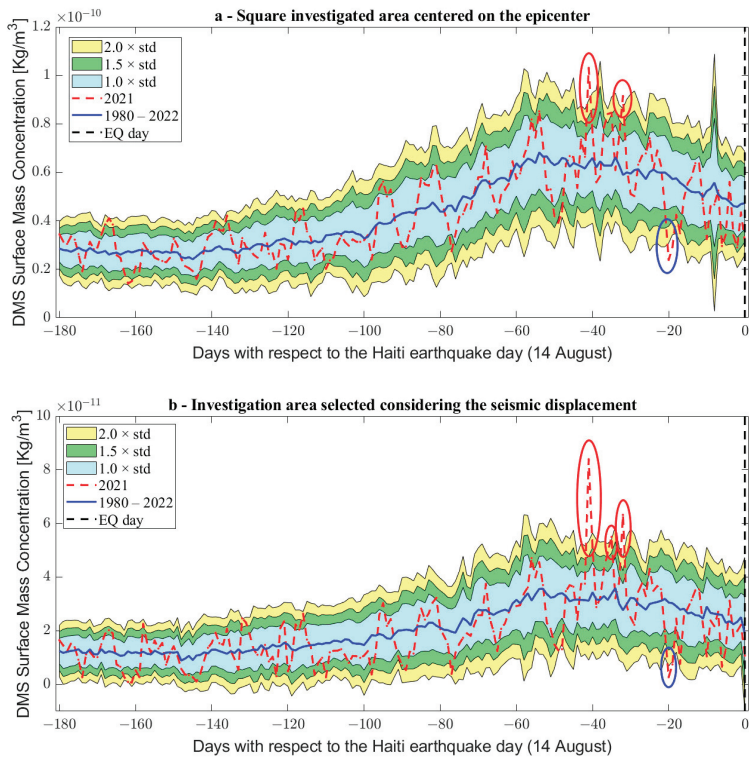 a - Square investigated area centered on the epicenter
×10⁻¹⁰
DMS Surface Mass Concentration [Kg/m³]
1.2
1
0.8
0.6
0.4
0.2
0
2.0 × std
1.5 × std
1.0 × std
2021
1980 – 2022
EQ day
−180 −160 −140 −120 −100 −80 −60 −40 −20 0
Days with respect to the Haiti earthquake day (14 August)
b - Investigation area selected considering the seismic displacement
×10⁻¹¹
DMS Surface Mass Concentration [Kg/m³]
10
8
6
4
2
0
2.0 × std
1.5 × std
1.0 × std
2021
1980 – 2022
EQ day
−180 −160 −140 −120 −100 −80 −60 −40 −20 0
Days with respect to the Haiti earthquake day (14 August)